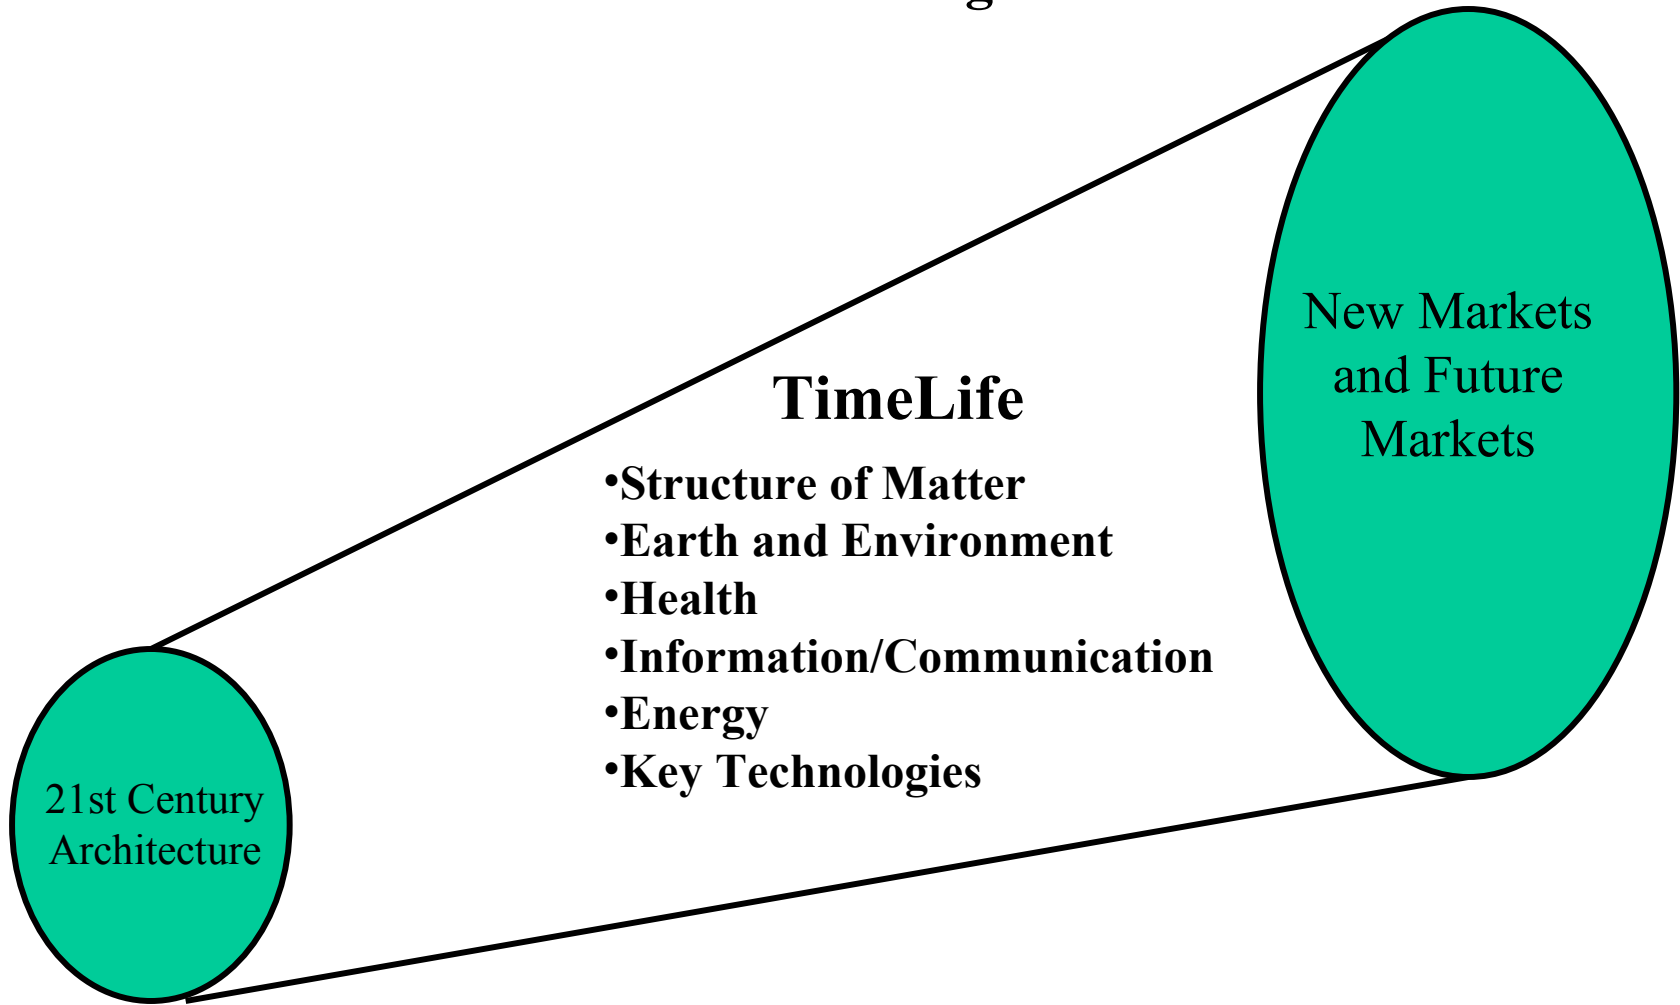 TimeLife
•Structure of Matter
•Earth and Environment
•Health
•Information/Communication
•Energy
•Key Technologies
New Markets
and Future
Markets
21st Century
Architecture